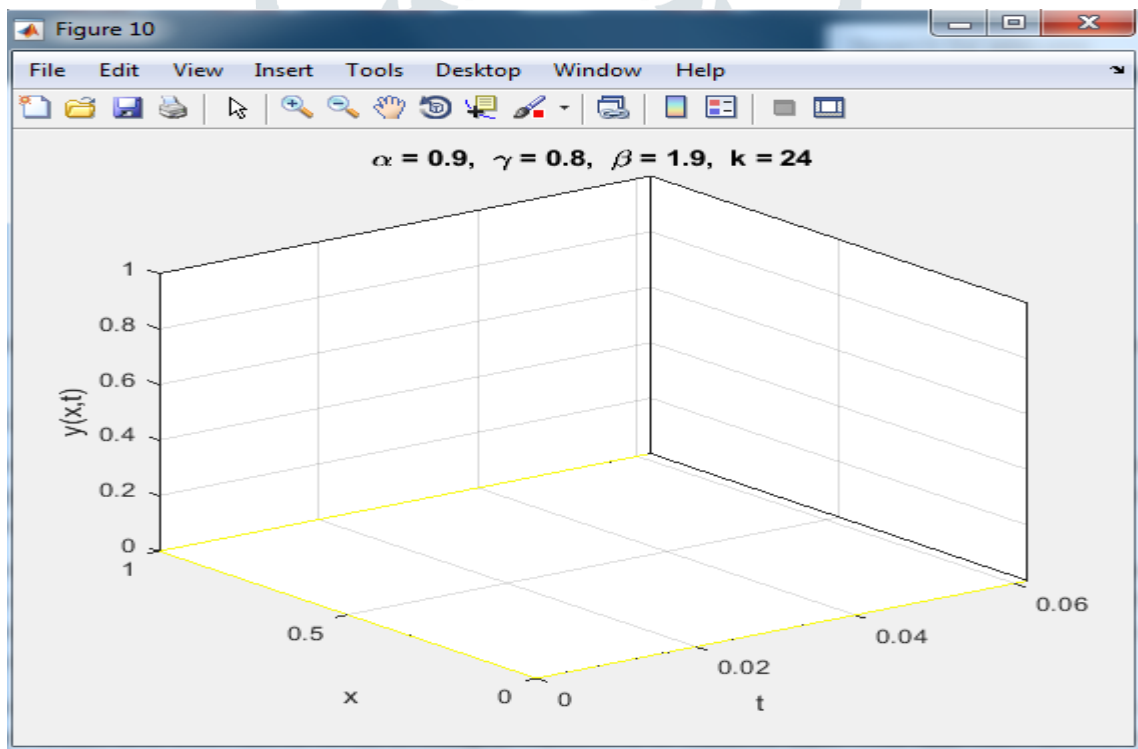 Figure 10
File Edit View Insert Tools Desktop Window Help
α = 0.9, γ = 0.8, β = 1.9, k = 24
1
0.8
0.6
0.4
0.2
0
y(x,t)
1
0.5
0
x
0
0.02
0.04
0.06
t